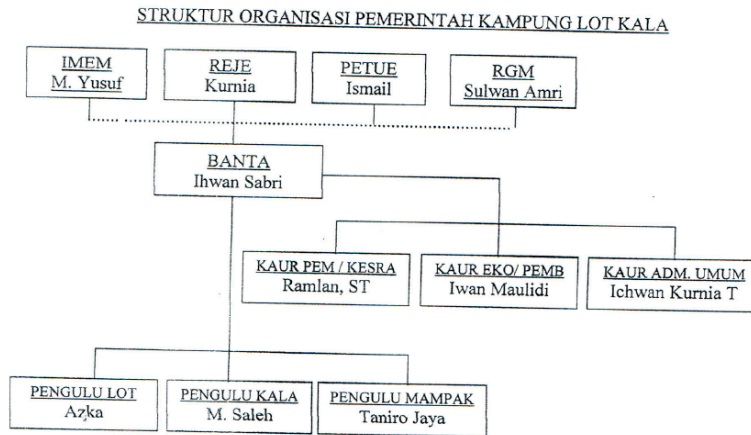 STRUKTUR ORGANISASI PEMERINTAH KAMPUNG LOT KALA
IMEM
M. Yusuf
REJE
Kurnia
PETUE
Ismail
RGM
Sulwan Amri
BANTA
Ihwan Sabri
KAUR PEM / KESRA
Ramlan, ST
KAUR EKO/ PEMB
Iwan Maulidi
KAUR ADM. UMUM
Ichwan Kurnia T
PENGULU LOT
Azka
PENGULU KALA
M. Saleh
PENGULU MAMPAK
Taniro Jaya